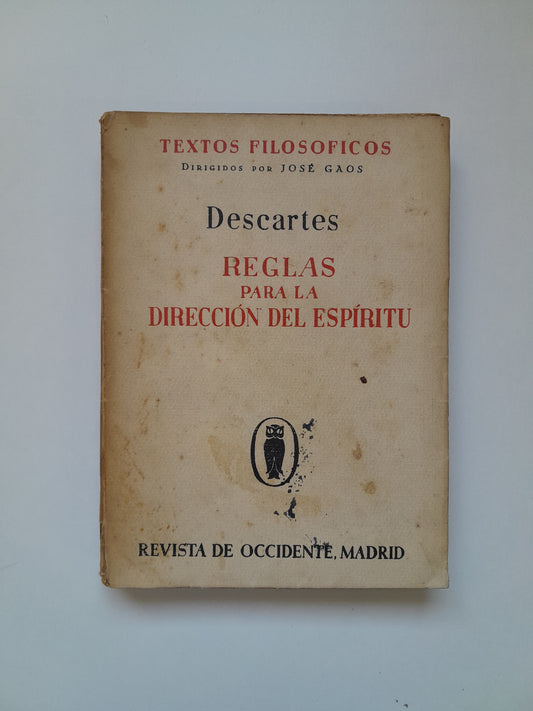 TEXTOS FILOSOFICOS
DIRIGIDOS POR JOSÉ GAOS
Descartes
REGLAS
PARA LA
DIRECCIÓN DEL ESPÍRITU
REVISTA DE OCCIDENTE, MADRID